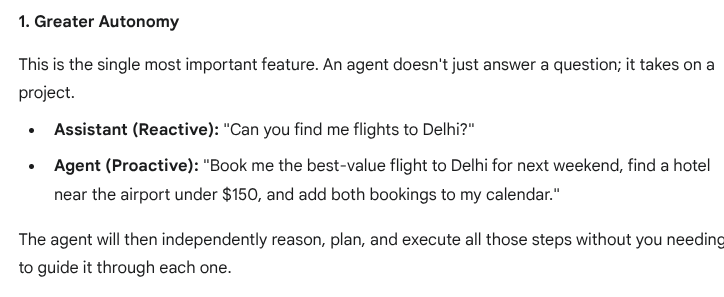 1. Greater Autonomy
This is the single most important feature. An agent doesn't just answer a question; it takes on a
project.
• Assistant (Reactive): "Can you find me flights to Delhi?"
• Agent (Proactive): "Book me the best-value flight to Delhi for next weekend, find a hotel
near the airport under $150, and add both bookings to my calendar."
The agent will then independently reason, plan, and execute all those steps without you needing
to guide it through each one.